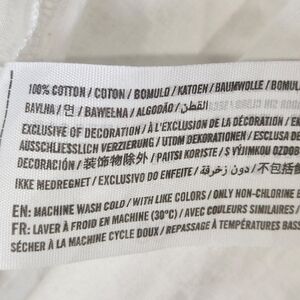 100% COTTON / COTON / BOMULD / KATOEN / BAUMWOLLE / BOMUL
BAVLNA / 면 / BAWEŁNA / ALGODÃO / القطن
EXCLUSIVE OF DECORATION / À L'EXCLUSION DE LA DÉCORATION
AUSSCHLIESSLICH VERZIERUNG / UTOM DEKORATIONEN / ESCLUSA DE
DECORACIÓN / 装饰物除外 / PAITSI KORISTE / S VÝJIMKOU OZDOB
IKKE MEDREGNET / EXCLUSIVO DO ENFEITE / دون زخرفة / 不包括
EN: MACHINE WASH COLD / WITH LIKE COLORS / ONLY NON-CHLORINE B
FR: LAVER À FROID EN MACHINE (30°C) / AVEC COULEURS SIMILAIRES /
SÉCHER À LA MACHINE CYCLE DOUX / REPASSAGE À TEMPÉRATURES BASS